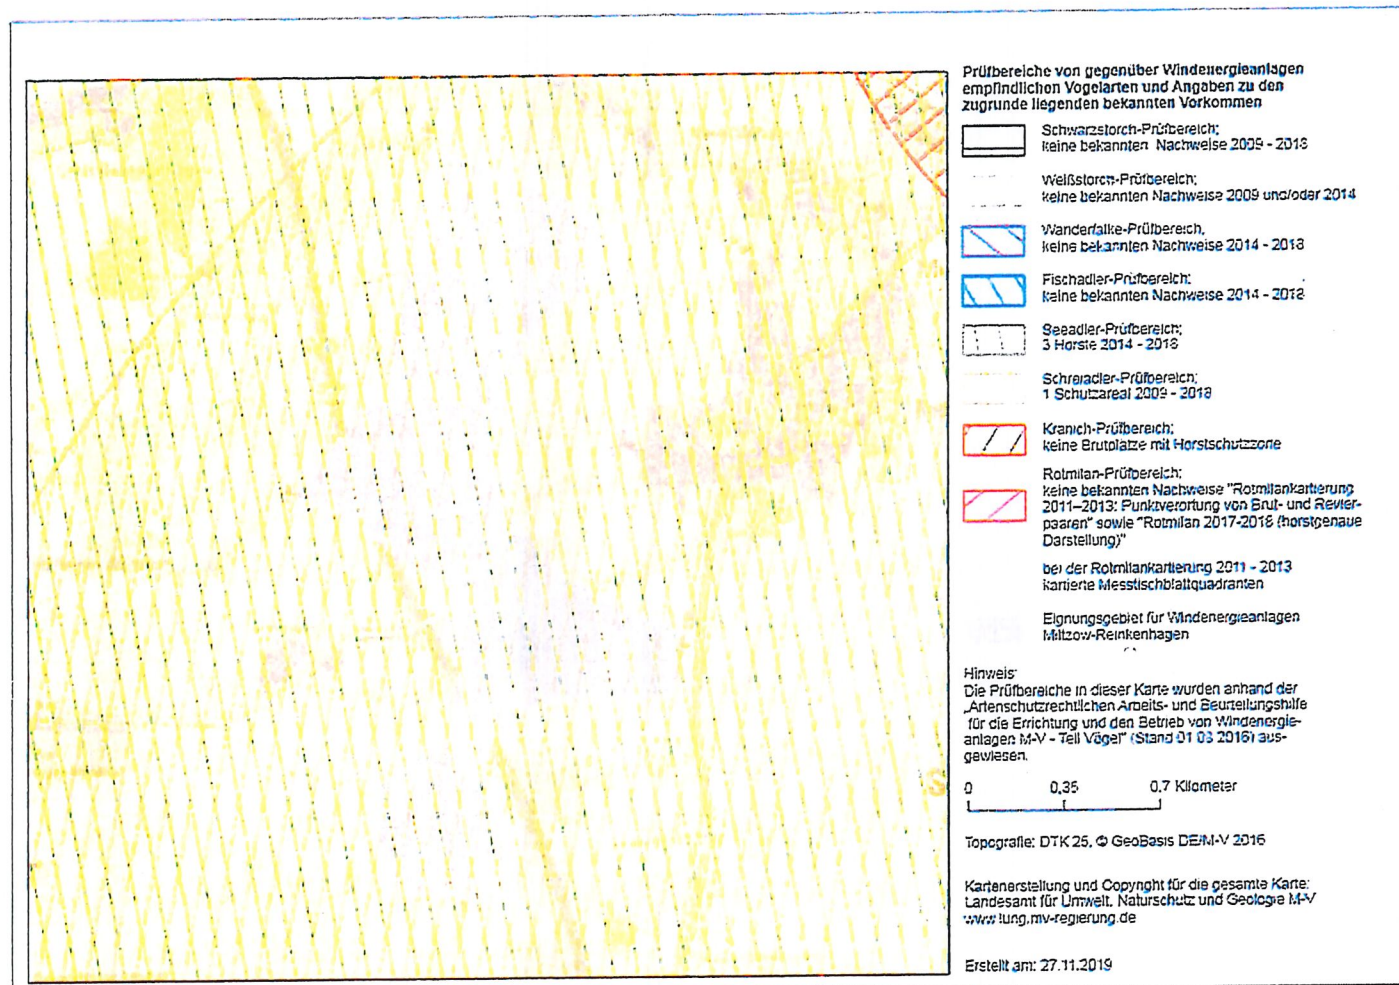 Prüfbereiche von gegenüber Windenergieanlagen
empfindlichen Vogelarten und Angaben zu den
zugrunde liegenden bekannten Vorkommen
Schwarzstorch-Prüfbereich;
keine bekannten Nachweise 2009 - 2018
Weißstorch-Prüfbereich;
keine bekannten Nachweise 2009 und/oder 2014
Wanderfalke-Prüfbereich,
keine bekannten Nachweise 2014 - 2018
Fischadler-Prüfbereich;
keine bekannten Nachweise 2014 - 2018
Seeadler-Prüfbereich;
3 Horste 2014 - 2018
Schreiadler-Prüfbereich;
1 Schutzareal 2009 - 2018
Kranich-Prüfbereich;
keine Brutplätze mit Horstschutzzone
Rotmilan-Prüfbereich;
keine bekannten Nachweise "Rotmilankartierung
2011–2013: Punktverortung von Brut- und Revier-
paaren" sowie "Rotmilan 2017-2018 (horstgenaue
Darstellung)"
bei der Rotmilankartierung 2011 - 2013
kartierte Messtischblattquadranten
Eignungsgebiet für Windenergieanlagen
Miltzow-Reinkenhagen
Hinweis:
Die Prüfbereiche in dieser Karte wurden anhand der
„Artenschutzrechtlichen Arbeits- und Beurteilungshilfe
für die Errichtung und den Betrieb von Windenergie-
anlagen M-V - Teil Vögel" (Stand 01 08 2016) aus-
gewiesen.
0 0,35 0,7 Kilometer
Topografie: DTK 25, © GeoBasis DE/M-V 2016
Kartenerstellung und Copyright für die gesamte Karte:
Landesamt für Umwelt, Naturschutz und Geologie M-V
www.lung.mv-regierung.de
Erstellt am: 27.11.2019